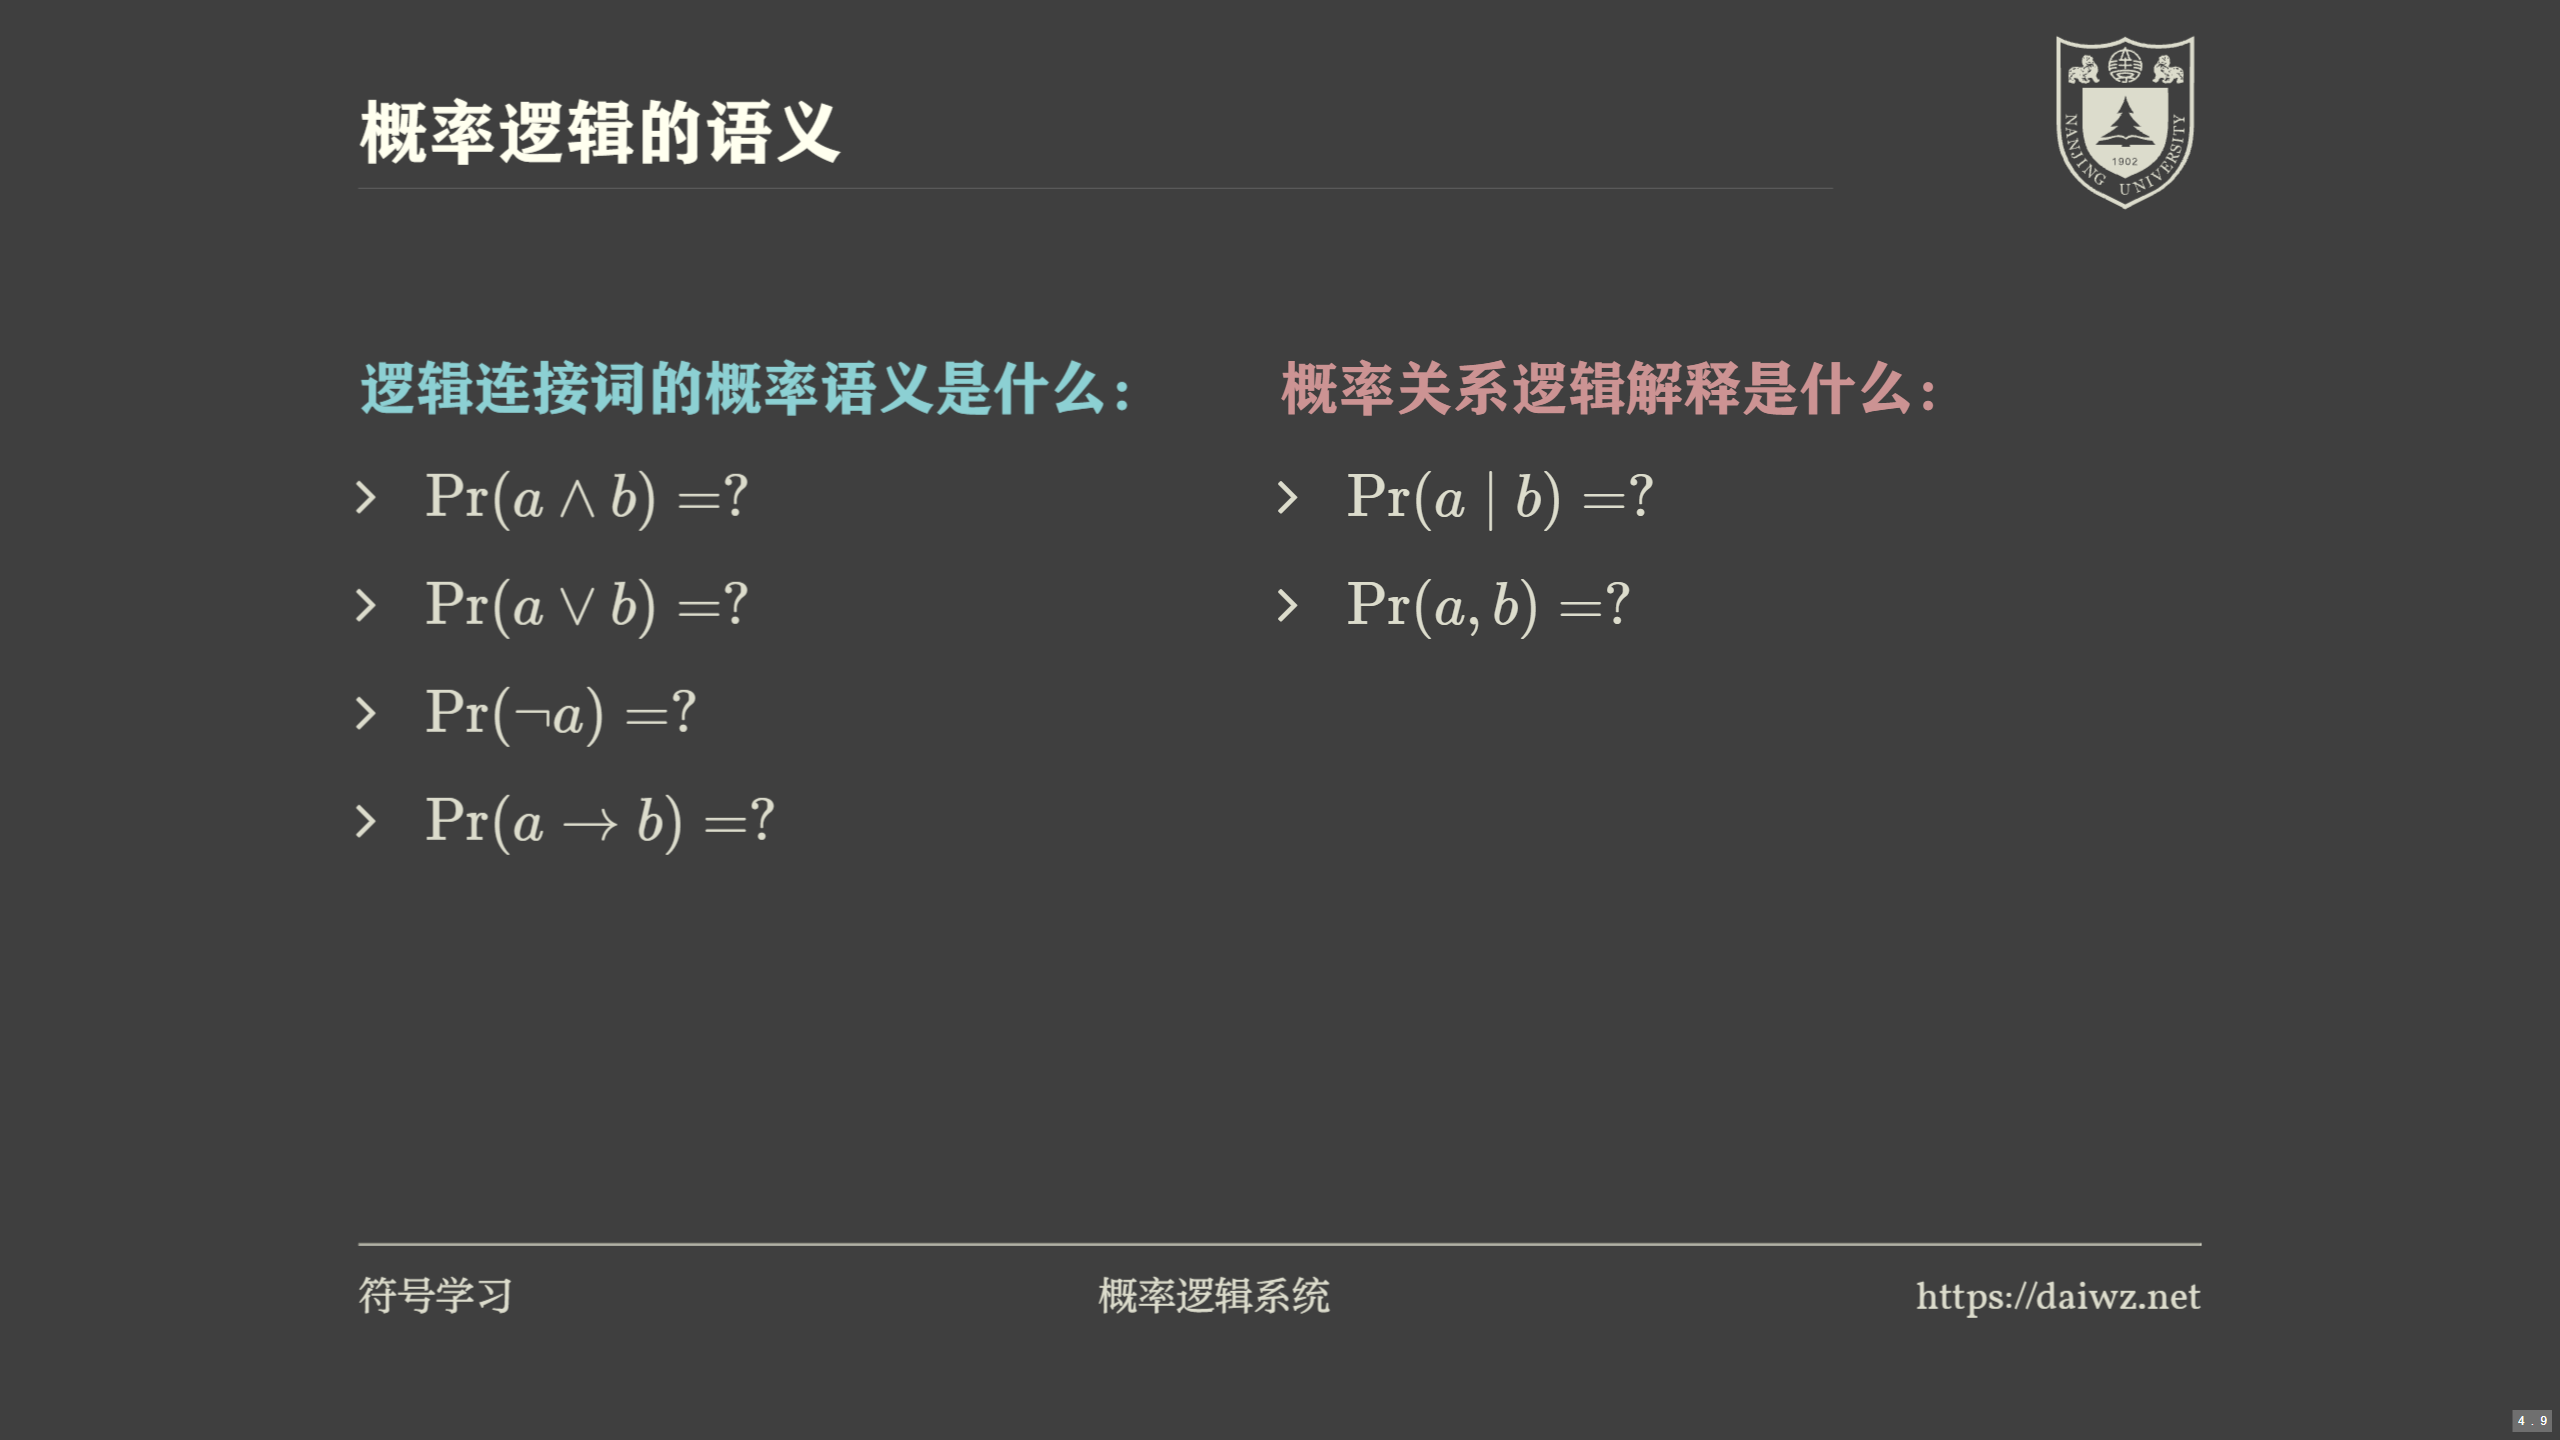 概率逻辑的语义
NANJING UNIVERSITY
1902
逻辑连接词的概率语义是什么：
Pr(a ∧ b) =?
Pr(a ∨ b) =?
Pr(¬a) =?
Pr(a → b) =?
概率关系逻辑解释是什么：
Pr(a | b) =?
Pr(a, b) =?
符号学习
概率逻辑系统
https://daiwz.net
4 . 9